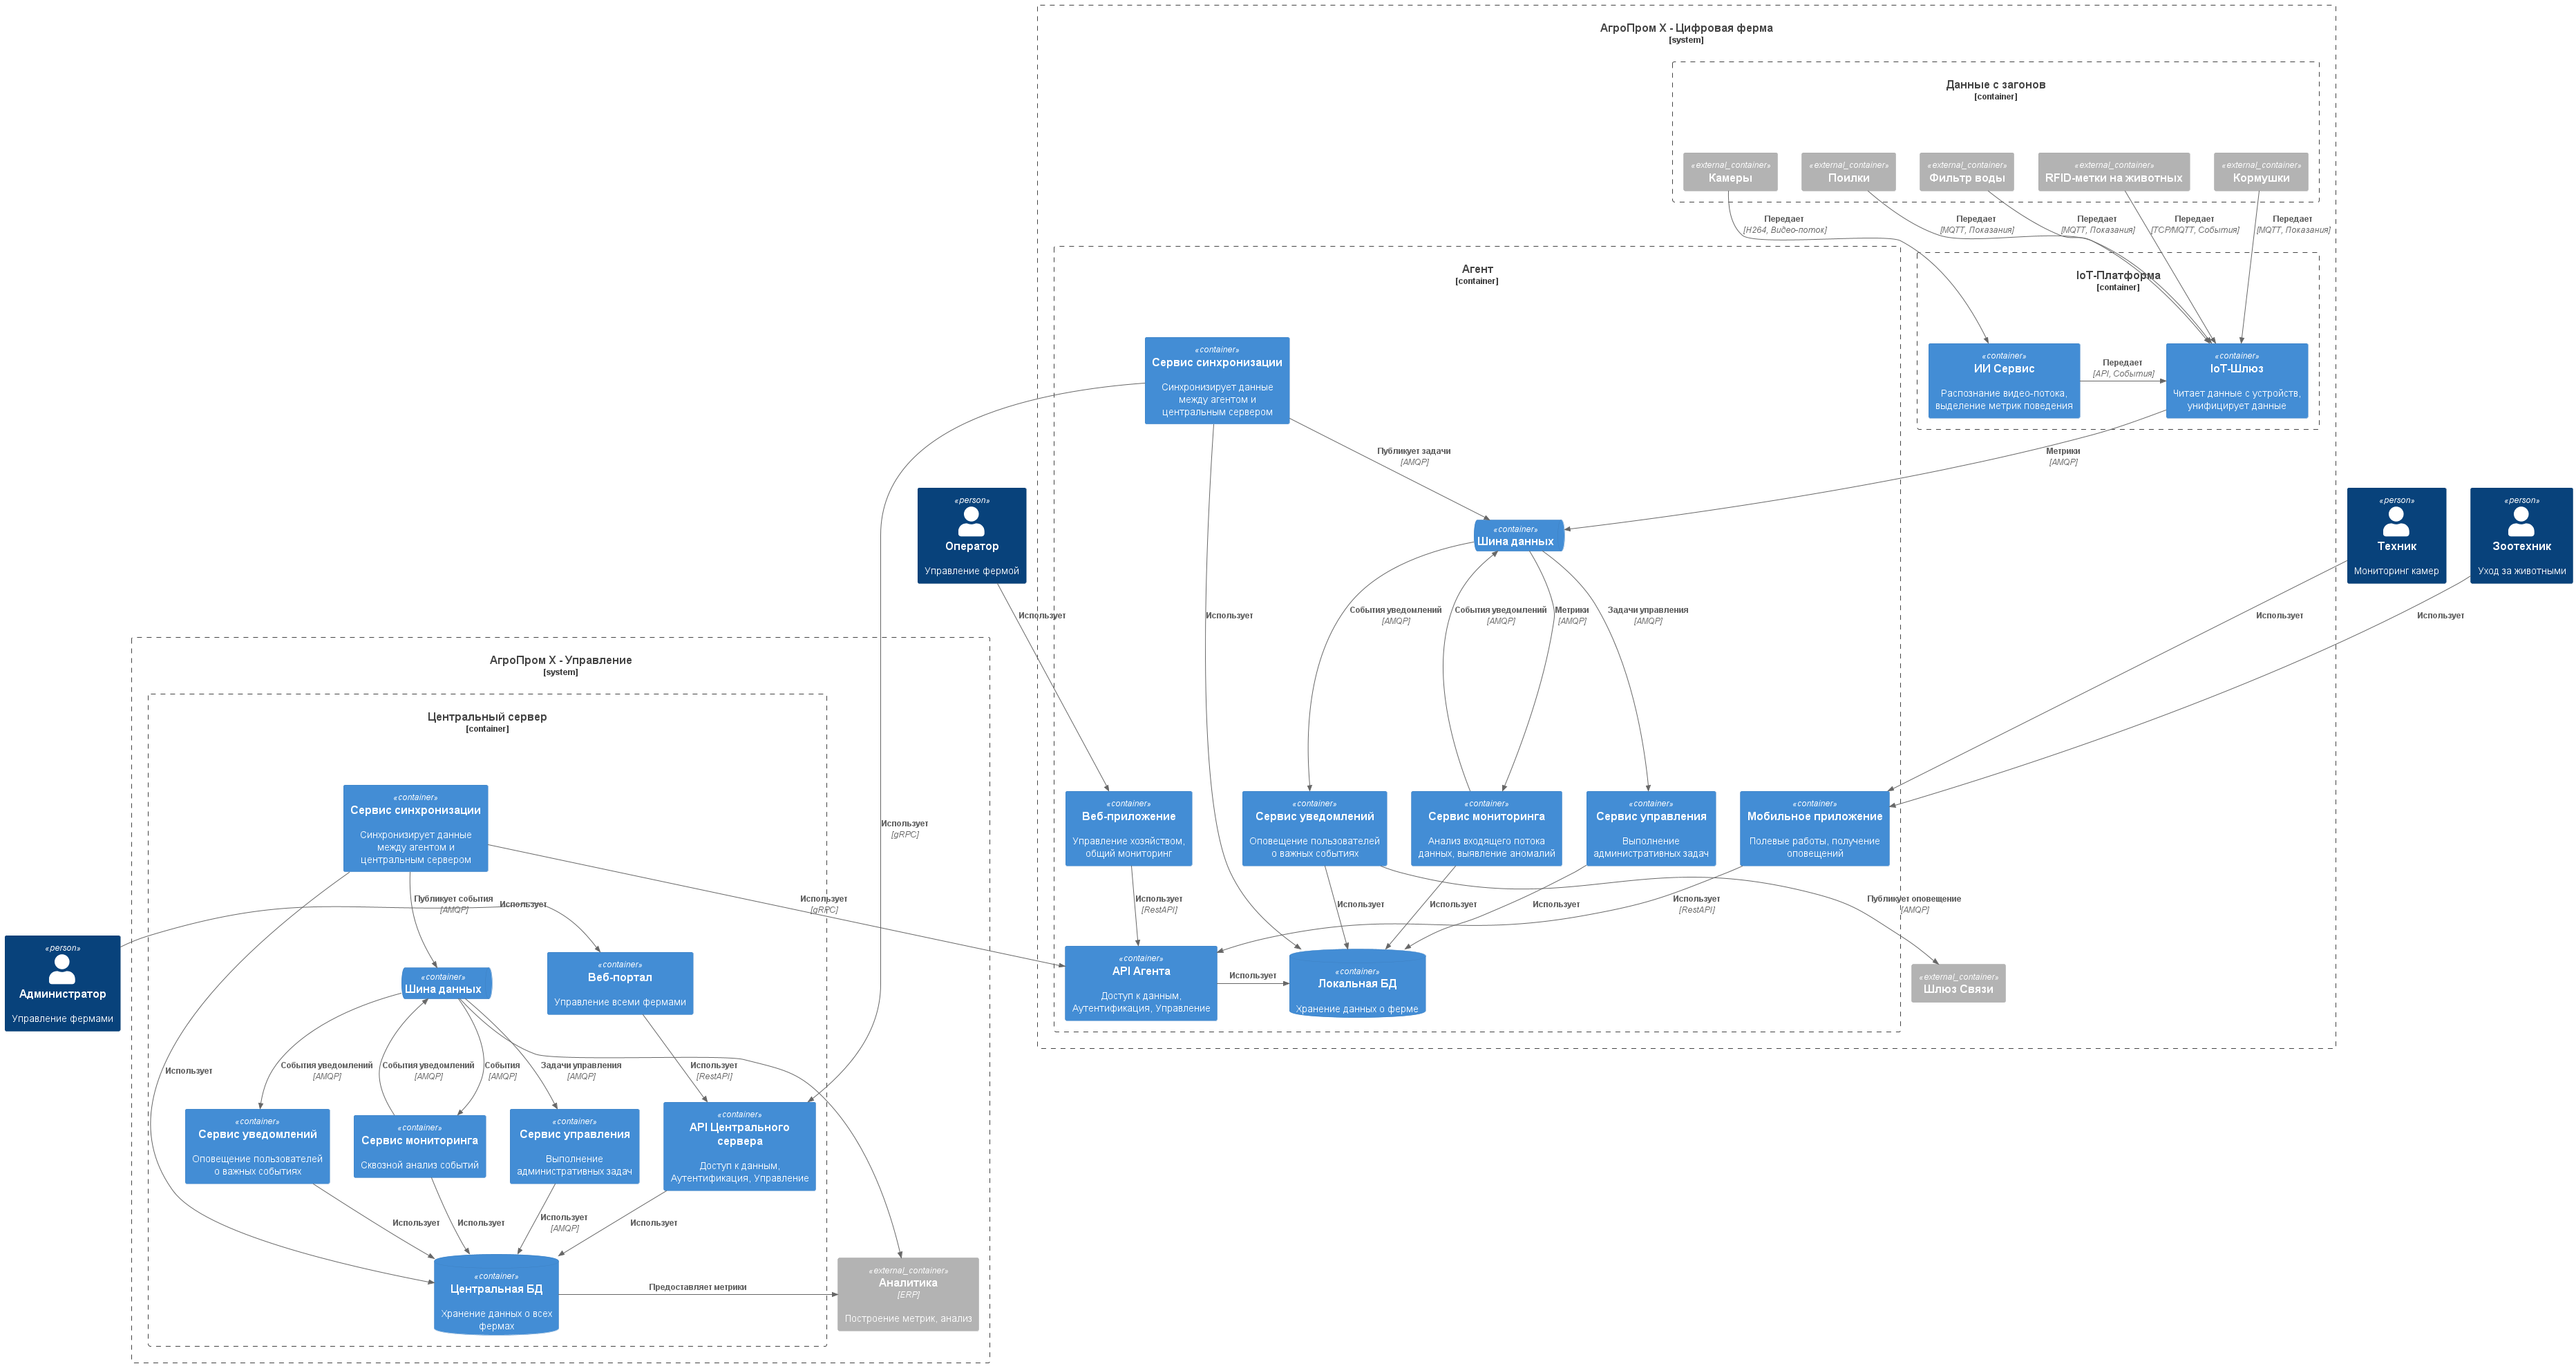 АгроПром X - Цифровая ферма
[system]
Данные с загонов
[container]
«external_container»
Камеры
«external_container»
Поилки
«external_container»
Фильтр воды
«external_container»
RFID-метки на животных
«external_container»
Кормушки
Передает
[H264, Видео-поток]
Передает
[MQTT, Показания]
Передает
[MQTT, Показания]
Передает
[TCP/MQTT, События]
Передает
[MQTT, Показания]
Агент
[container]
IoT-Платформа
[container]
«container»
Сервис синхронизации
Синхронизирует данные
между агентом и
центральным сервером
«container»
ИИ Сервис
Распознание видео-потока,
выделение метрик поведения
Передает
[API, События]
«container»
IoT-Шлюз
Читает данные с устройств,
унифицирует данные
Публикует задачи
[AMQP]
Метрики
[AMQP]
«person»
Оператор
Управление фермой
«container»
Шина данных
«person»
Техник
Мониторинг камер
«person»
Зоотехник
Уход за животными
Использует
Использует
События уведомлений
[AMQP]
События уведомлений
[AMQP]
Метрики
[AMQP]
Задачи управления
[AMQP]
Использует
Использует
АгроПром X - Управление
[system]
Центральный сервер
[container]
«container»
Сервис синхронизации
Синхронизирует данные
между агентом и
центральным сервером
Использует
[gRPC]
«container»
Веб-приложение
Управление хозяйством,
общий мониторинг
«container»
Сервис уведомлений
Оповещение пользователей
о важных событиях
«container»
Сервис мониторинга
Анализ входящего потока
данных, выявление аномалий
«container»
Сервис управления
Выполнение
административных задач
«container»
Мобильное приложение
Полевые работы, получение
оповещений
Публикует события
[AMQP]
Использует
Использует
[gRPC]
Использует
[RestAPI]
Использует
Использует
Использует
Использует
[RestAPI]
Публикует оповещение
[AMQP]
«person»
Администратор
Управление фермами
«container»
Шина данных
«container»
Веб-портал
Управление всеми фермами
«container»
API Агента
Доступ к данным,
Аутентификация, Управление
Использует
«container»
Локальная БД
Хранение данных о ферме
«external_container»
Шлюз Связи
Использует
События уведомлений
[AMQP]
События уведомлений
[AMQP]
События
[AMQP]
Задачи управления
[AMQP]
Использует
[RestAPI]
«container»
Сервис уведомлений
Оповещение пользователей
о важных событиях
«container»
Сервис мониторинга
Сквозной анализ событий
«container»
Сервис управления
Выполнение
административных задач
«container»
API Центрального
сервера
Доступ к данным,
Аутентификация, Управление
Использует
Использует
Использует
[AMQP]
Использует
«container»
Центральная БД
Хранение данных о всех
фермах
Предоставляет метрики
«external_container»
Аналитика
[ERP]
Построение метрик, анализ